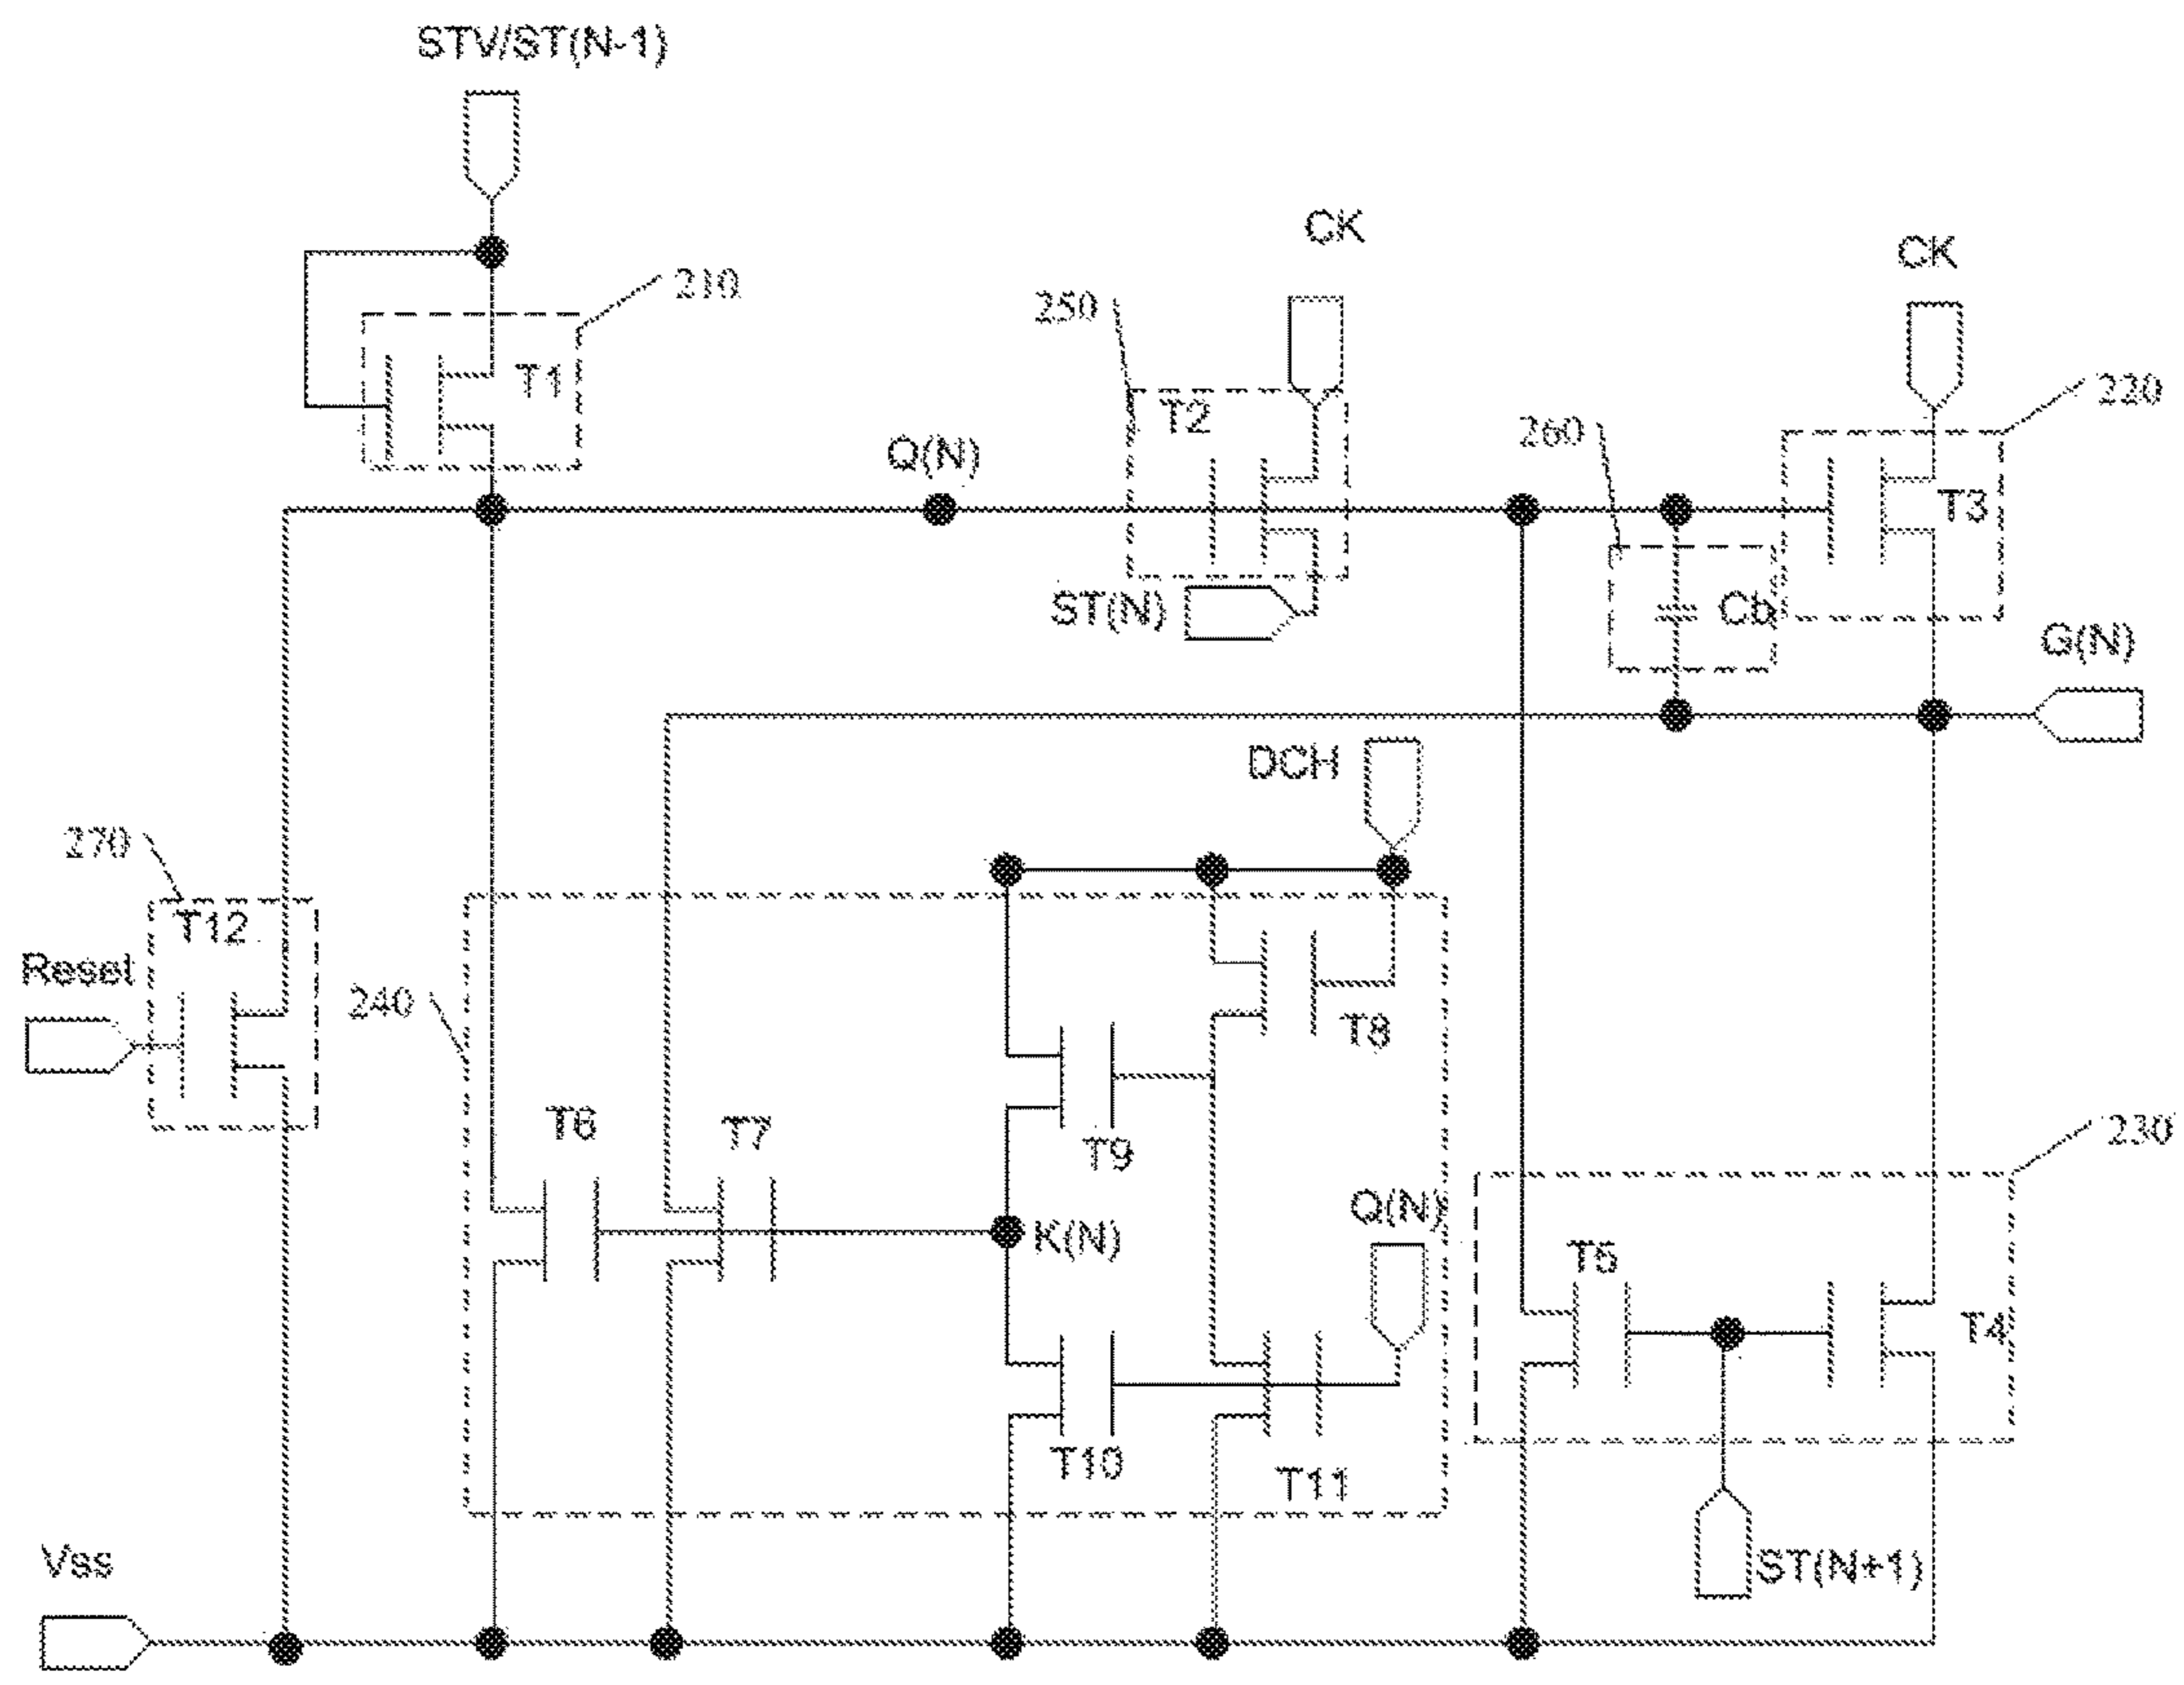 STV/ST(N-1)
CK
CK
210
250
T1
T2
220
260
Q(N)
T3
ST(N)
Cb
G(N)
DCH
270
T12
Reset
240
T8
T6
T7
T9
230
Q(N)
K(N)
T5
T4
T10
T11
Vss
ST(N+1)